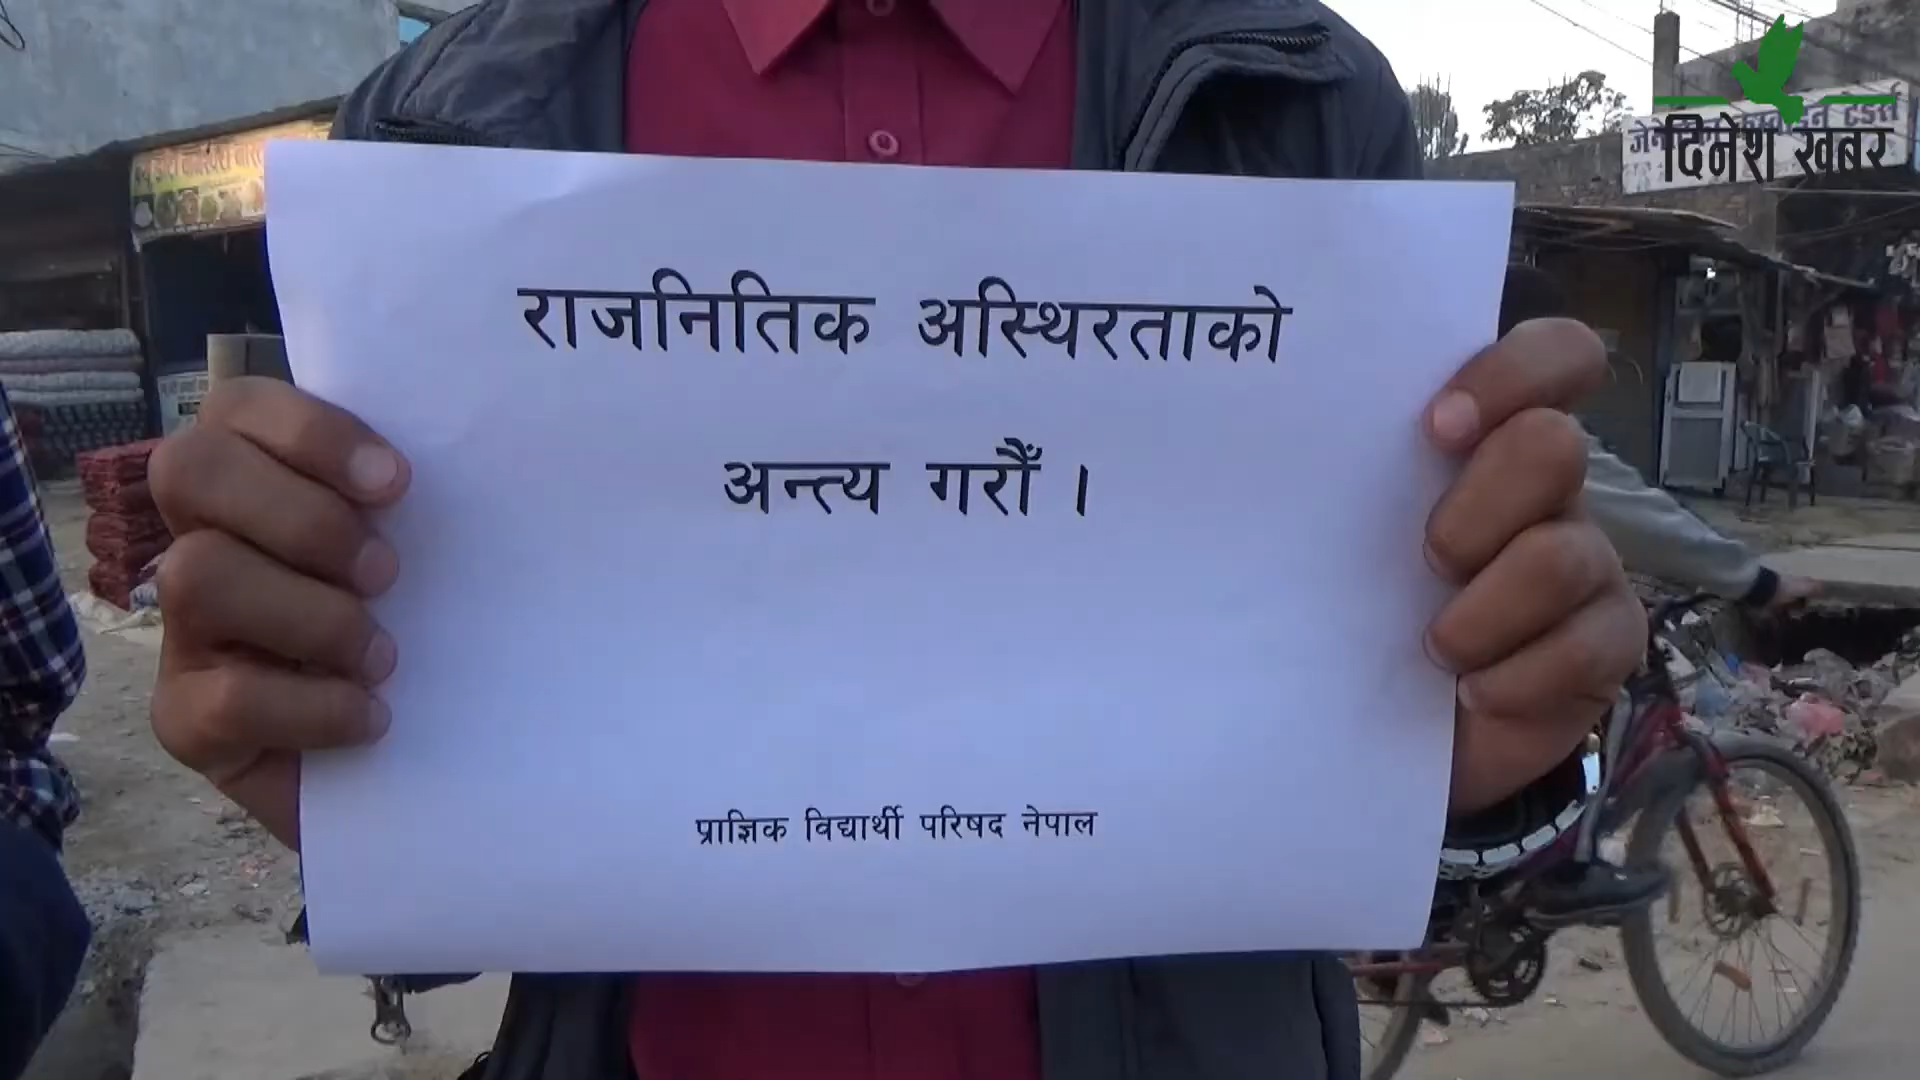 दिनेश खबर
राजनितिक अस्थिरताको
अन्त्य गरौँ ।
प्राज्ञिक विद्यार्थी परिषद नेपाल